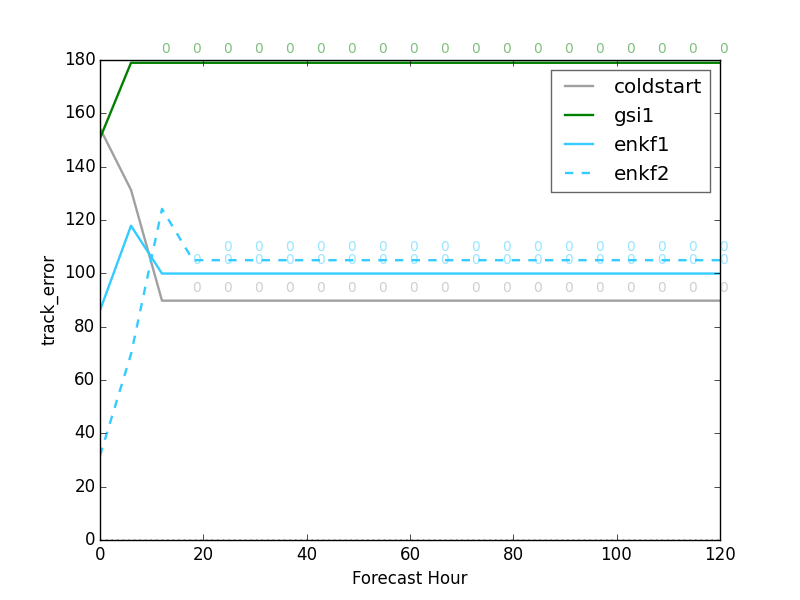 0 0 0 0 0 0 0 0 0 0 0 0 0 0 0 0 0 0 0
180
coldstart
gsi1
enkf1
enkf2
160
140
120
0 0 0 0 0 0 0 0 0 0 0 0 0 0 0 0 0
0 0 0 0 0 0 0 0 0 0 0 0 0 0 0 0 0 0
100
0 0 0 0 0 0 0 0 0 0 0 0 0 0 0 0 0 0
80
60
40
20
0
track_error
0 20 40 60 80 100 120
Forecast Hour